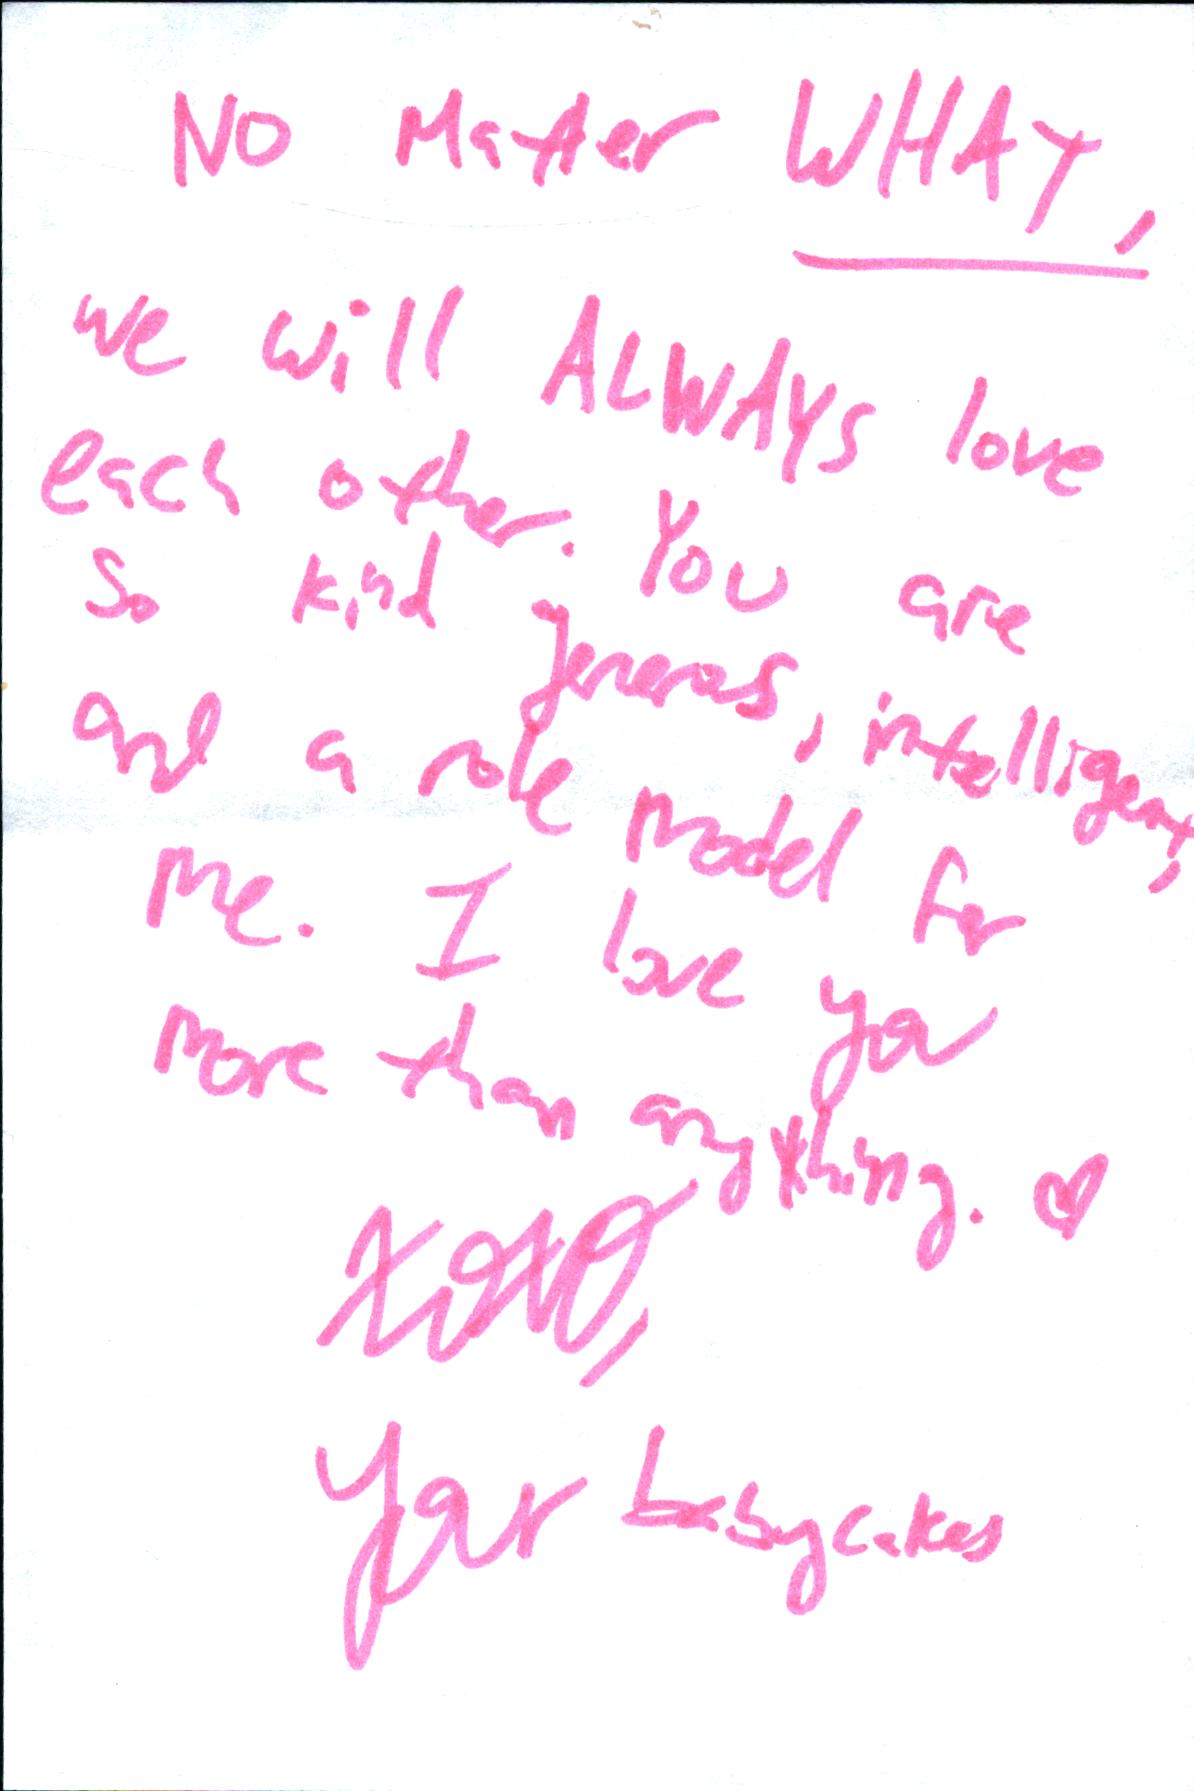 No Matter WHAT,
we will ALWAYS love
each other. You are
so kind generos, intelligent,
and a role model for
me. I love you
more than anything. ♡
XOXO,
Your babycakes